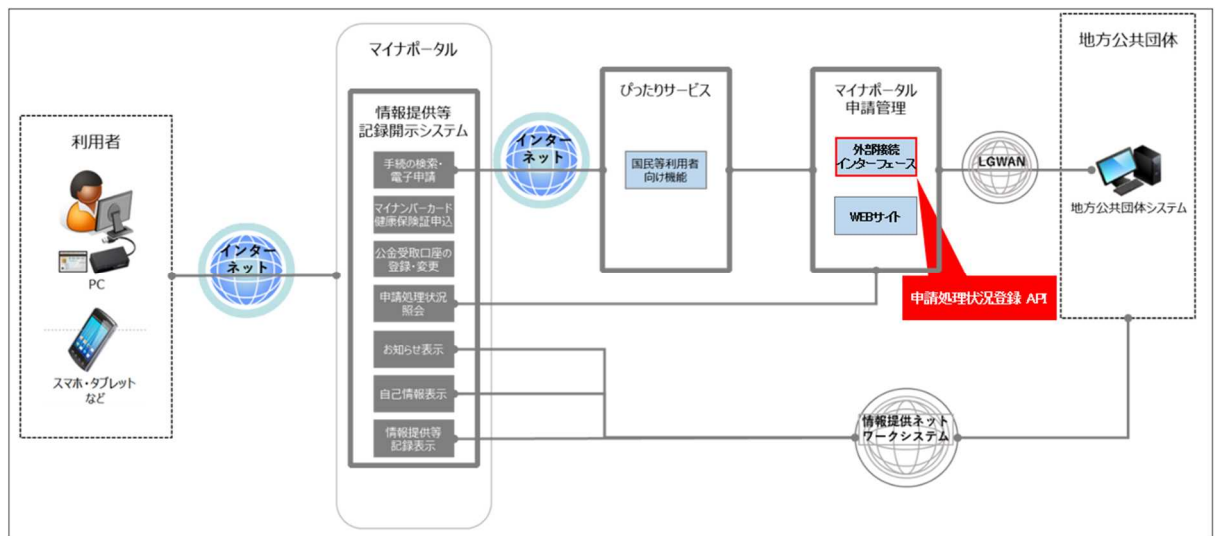 利用者
PC
スマホ・タブレット
など
インター
ネット
マイナポータル
情報提供等
記録開示システム
手続の検索・
電子申請
マイナンバーカード
健康保険証申込
公金受取口座の
登録・変更
申請処理状況
照会
お知らせ表示
自己情報表示
情報提供等
記録表示
インター
ネット
ぴったりサービス
国民等利用者
向け機能
マイナポータル
申請管理
外部接続
インターフェース
WEBサイト
申請処理状況登録 API
LGWAN
地方公共団体
地方公共団体システム
情報提供ネット
ワークシステム